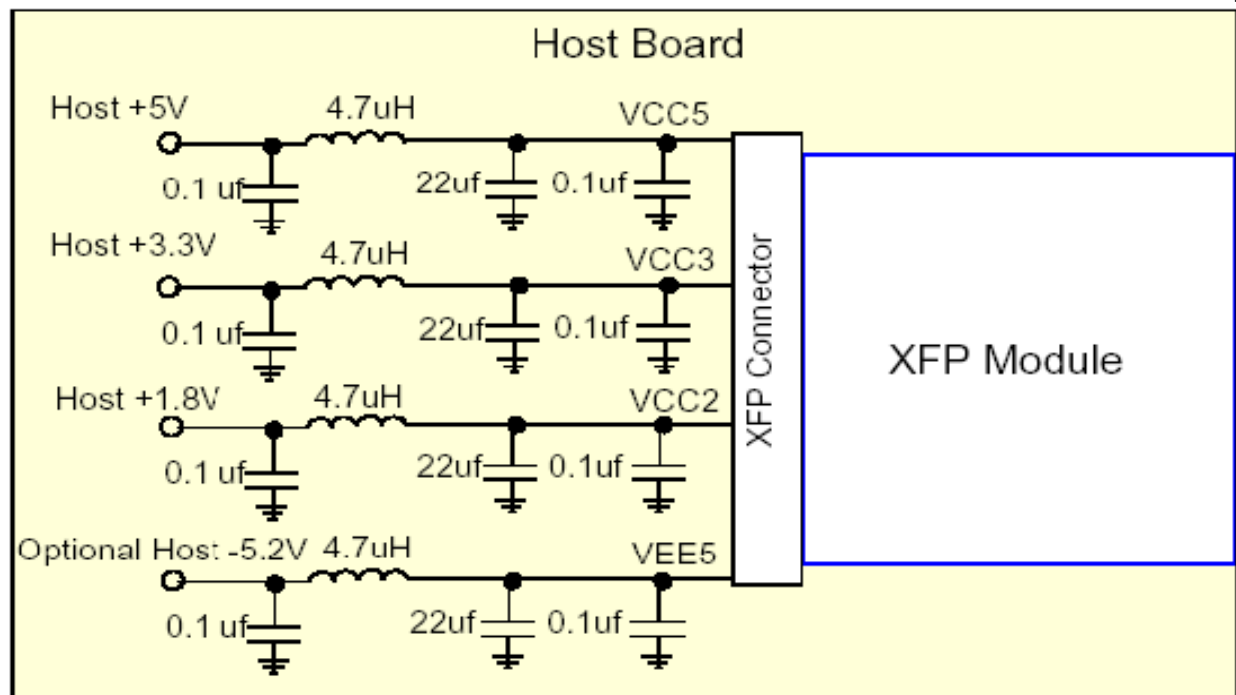 Host Board
Host +5V
4.7uH
VCC5
0.1 uf
22uf
0.1uf
Host +3.3V
4.7uH
VCC3
0.1 uf
22uf
0.1uf
Host +1.8V
4.7uH
VCC2
0.1 uf
22uf
0.1uf
Optional Host -5.2V
4.7uH
VEE5
0.1 uf
22uf
0.1uf
XFP Connector
XFP Module